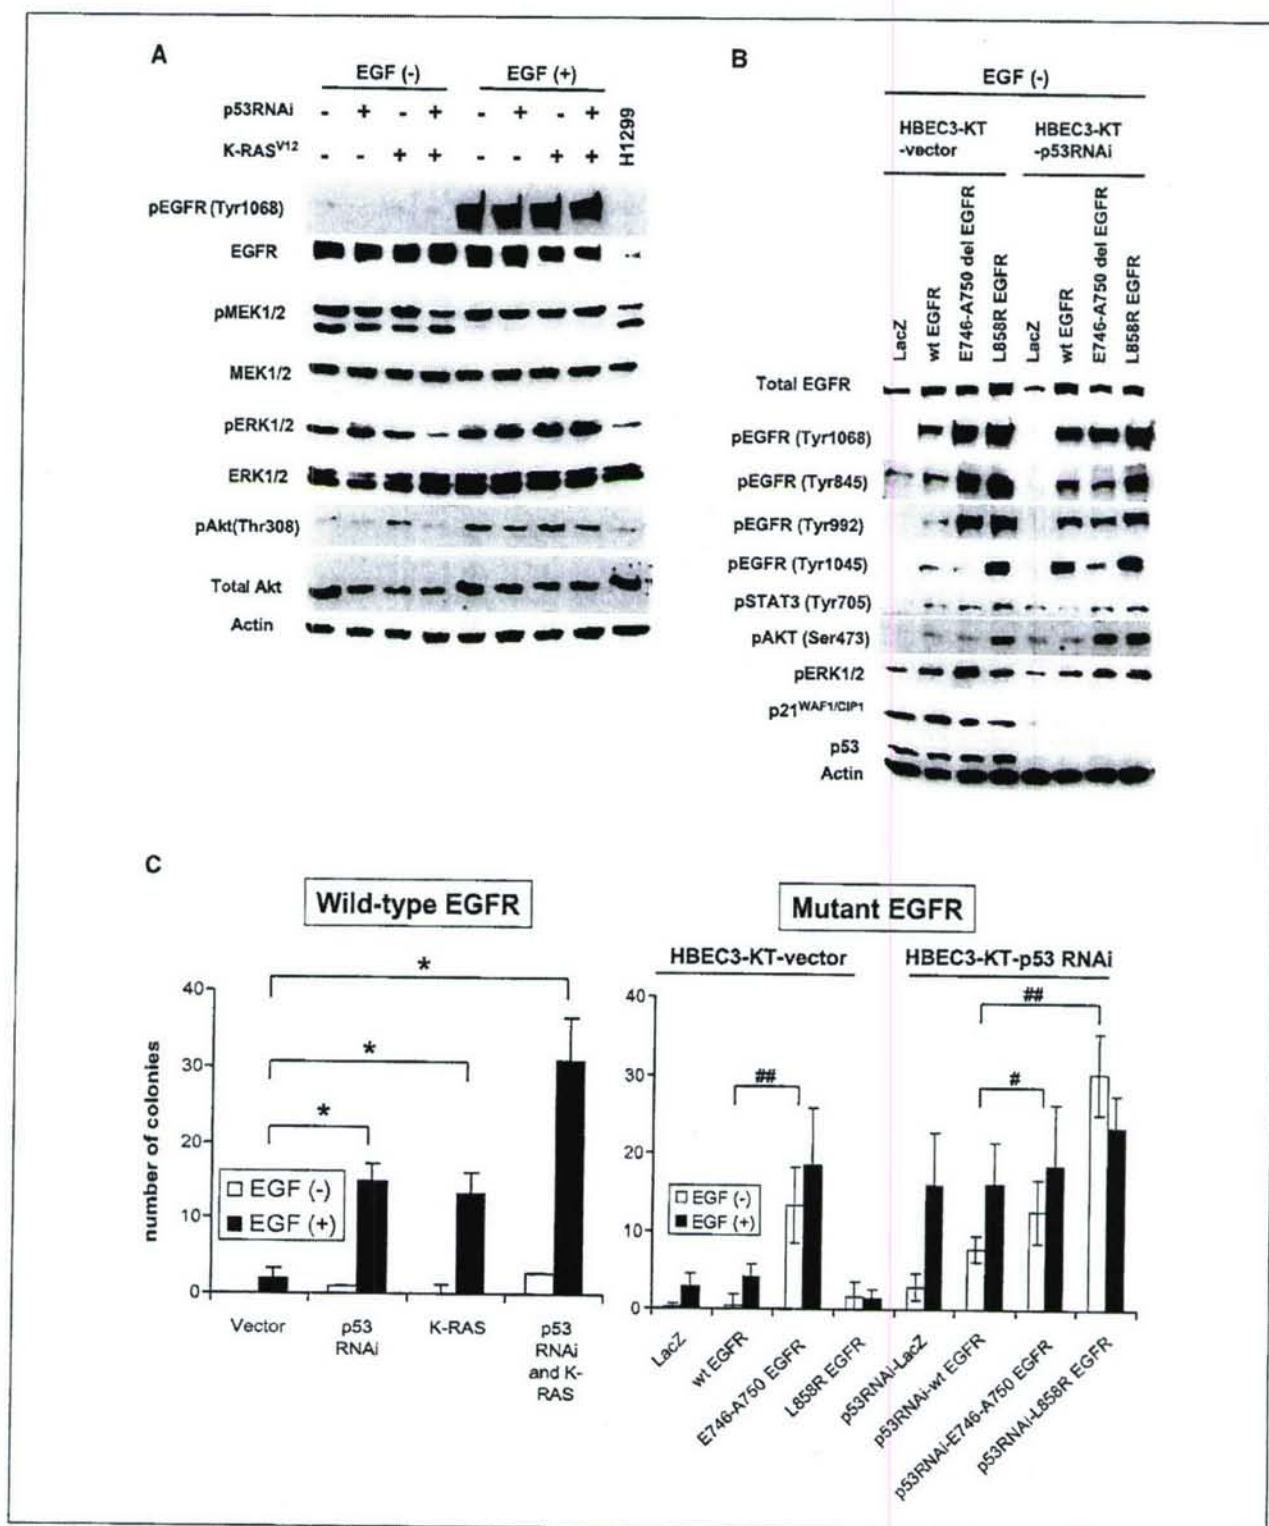 A
EGF (-) EGF (+)
p53RNAi - + - + - + - +
K-RASV12 - - + + - - + +
H1299
pEGFR (Tyr1068)
EGFR
pMEK1/2
MEK1/2
pERK1/2
ERK1/2
pAkt(Thr308)
Total Akt
Actin
B
EGF (-)
HBEC3-KT
-vector
HBEC3-KT
-p53RNAi
LacZ
wt EGFR
E746-A750 del EGFR
L858R EGFR
LacZ
wt EGFR
E746-A750 del EGFR
L858R EGFR
Total EGFR
pEGFR (Tyr1068)
pEGFR (Tyr845)
pEGFR (Tyr992)
pEGFR (Tyr1045)
pSTAT3 (Tyr705)
pAKT (Ser473)
pERK1/2
p21WAF1/CIP1
p53
Actin
C
Wild-type EGFR
*
*
*
number of colonies
40
30
20
10
0
EGF (-)
EGF (+)
Vector
p53
RNAi
K-RAS
p53
RNAi
and K-
RAS
Mutant EGFR
HBEC3-KT-vector
HBEC3-KT-p53 RNAi
##
##
#
40
30
20
10
0
EGF (-)
EGF (+)
LacZ
wt EGFR
E746-A750 EGFR
L858R EGFR
p53RNAi-LacZ
p53RNAi-wt EGFR
p53RNAi-E746-A750 EGFR
p53RNAi-L858R EGFR